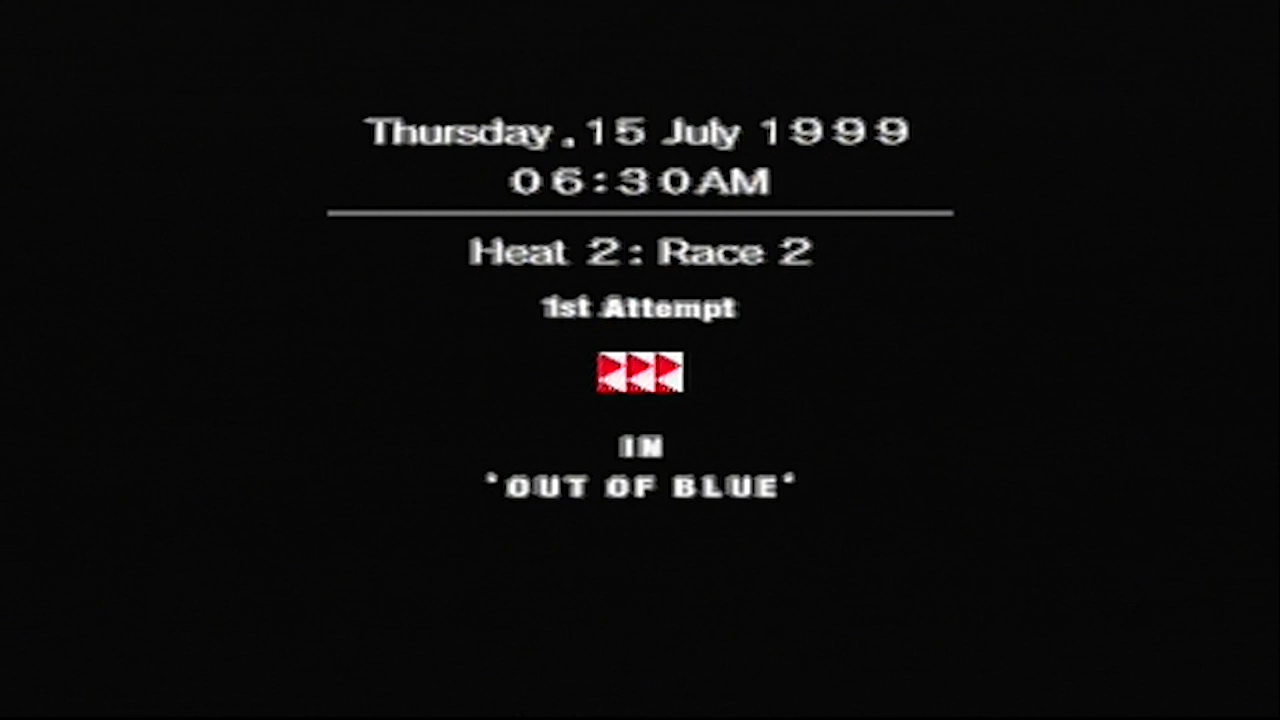 Thursday,15 July 1999
06:30AM
Heat 2: Race 2
1st Attempt
IN
"OUT OF BLUE"